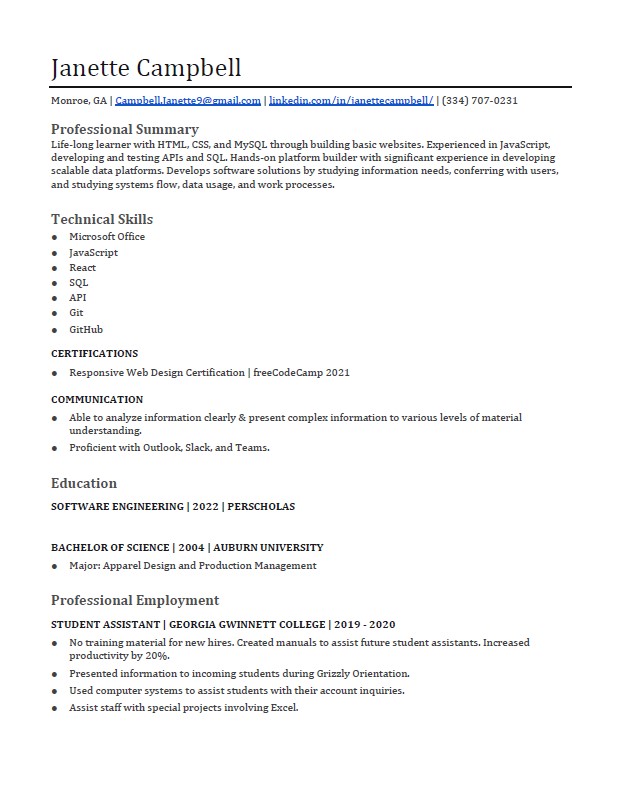 Janette Campbell
Monroe, GA | Campbell.Janette9@gmail.com | linkedin.com/in/janettecampbell/ | (334) 707-0231
Professional Summary
Life-long learner with HTML, CSS, and MySQL through building basic websites. Experienced in JavaScript,
developing and testing APIs and SQL. Hands-on platform builder with significant experience in developing
scalable data platforms. Develops software solutions by studying information needs, conferring with users,
and studying systems flow, data usage, and work processes.
Technical Skills
● Microsoft Office
● JavaScript
● React
● SQL
● API
● Git
● GitHub
CERTIFICATIONS
● Responsive Web Design Certification | freeCodeCamp 2021
COMMUNICATION
● Able to analyze information clearly & present complex information to various levels of material
understanding.
● Proficient with Outlook, Slack, and Teams.
Education
SOFTWARE ENGINEERING | 2022 | PERSCHOLAS
BACHELOR OF SCIENCE | 2004 | AUBURN UNIVERSITY
● Major: Apparel Design and Production Management
Professional Employment
STUDENT ASSISTANT | GEORGIA GWINNETT COLLEGE | 2019 - 2020
● No training material for new hires. Created manuals to assist future student assistants. Increased
productivity by 20%.
● Presented information to incoming students during Grizzly Orientation.
● Used computer systems to assist students with their account inquiries.
● Assist staff with special projects involving Excel.